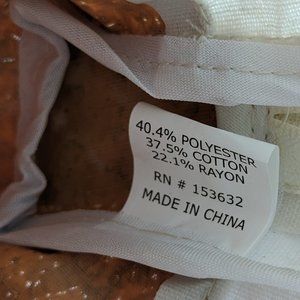 40.4% POLYESTER
37.5% COTTON
22.1% RAYON
RN # 153632
MADE IN CHINA